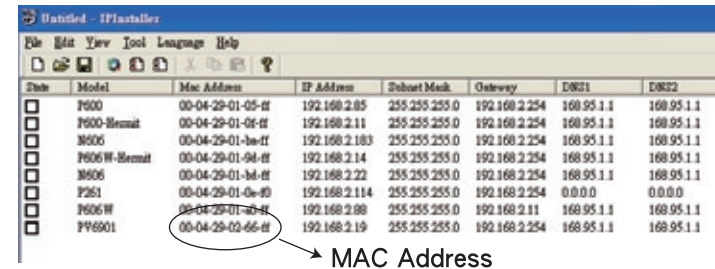 Untitled - IPInstaller
File Edit View Tool Language Help
State Model Mac Address IP Address Subnet Mask Gateway DNS1 DNS2
P600 00-04-29-01-05-ff 192.168.2.85 255.255.255.0 192.168.2.254 168.95.1.1 168.95.1.1
P600-Hermit 00-04-29-01-0f-ff 192.168.2.11 255.255.255.0 192.168.2.254 168.95.1.1 168.95.1.1
N606 00-04-29-01-ba-ff 192.168.2.183 255.255.255.0 192.168.2.254 168.95.1.1 168.95.1.1
P606W-Hermit 00-04-29-01-9d-ff 192.168.2.14 255.255.255.0 192.168.2.254 168.95.1.1 168.95.1.1
N606 00-04-29-01-bd-ff 192.168.2.22 255.255.255.0 192.168.2.254 168.95.1.1 168.95.1.1
P261 00-04-29-01-0e-f0 192.168.2.114 255.255.255.0 192.168.2.254 0.0.0.0 0.0.0.0
P606W 00-04-29-01-a0-ff 192.168.2.88 255.255.255.0 192.168.2.11 168.95.1.1 168.95.1.1
PV6901 00-04-29-02-66-ff 192.168.2.19 255.255.255.0 192.168.2.254 168.95.1.1 168.95.1.1
MAC Address